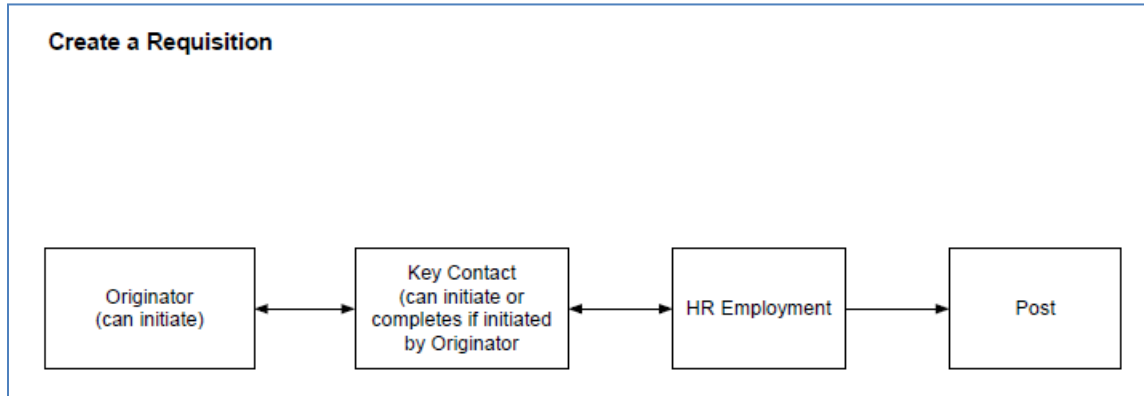 Create a Requisition
Originator
(can initiate)
Key Contact
(can initiate or
completes if initiated
by Originator
HR Employment
Post